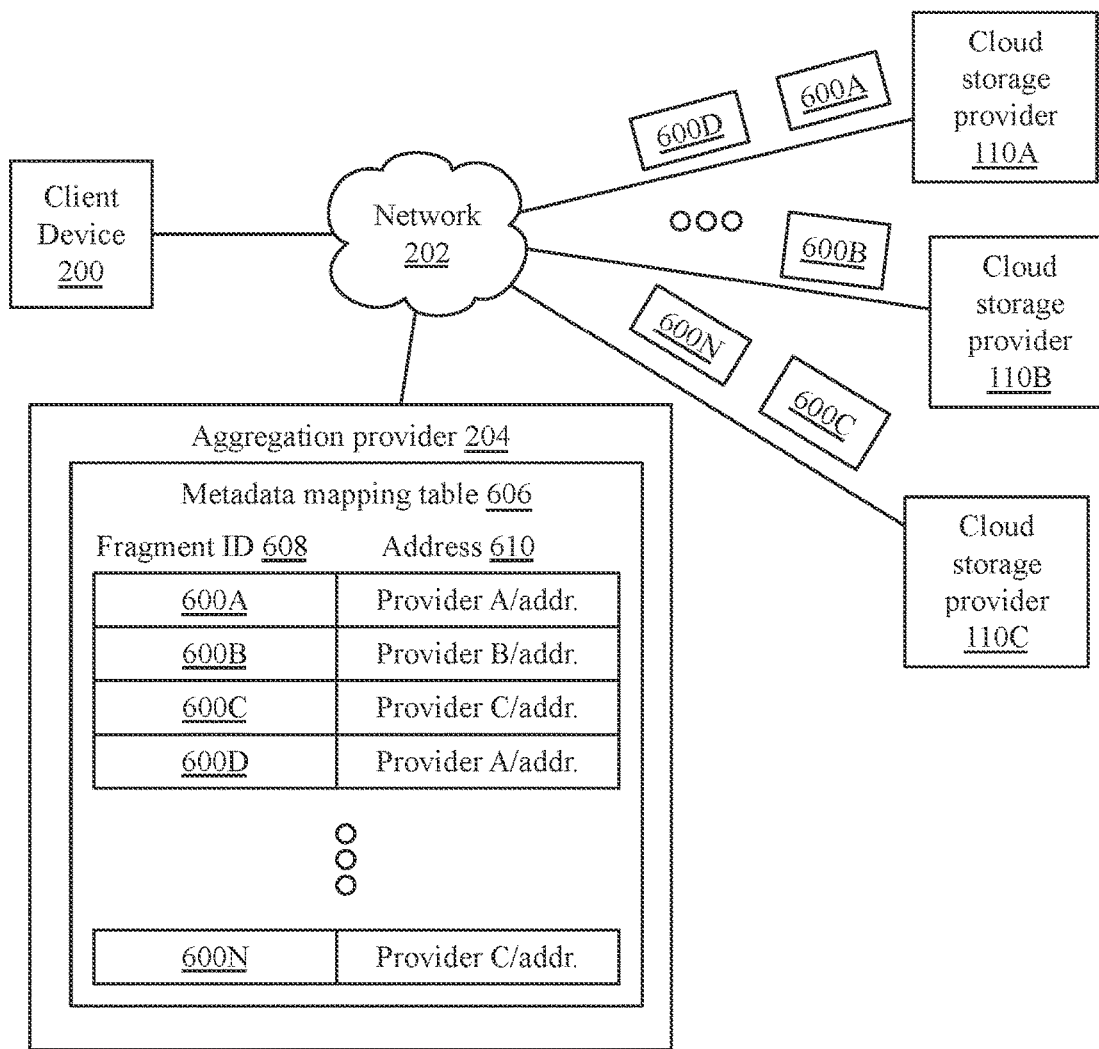 Client
Device
200
Network
202
600D
600A
600B
600N
600C
Cloud
storage
provider
110A
Cloud
storage
provider
110B
Cloud
storage
provider
110C
Aggregation provider 204
Metadata mapping table 606
Fragment ID 608 Address 610
600A Provider A/addr.
600B Provider B/addr.
600C Provider C/addr.
600D Provider A/addr.
600N Provider C/addr.